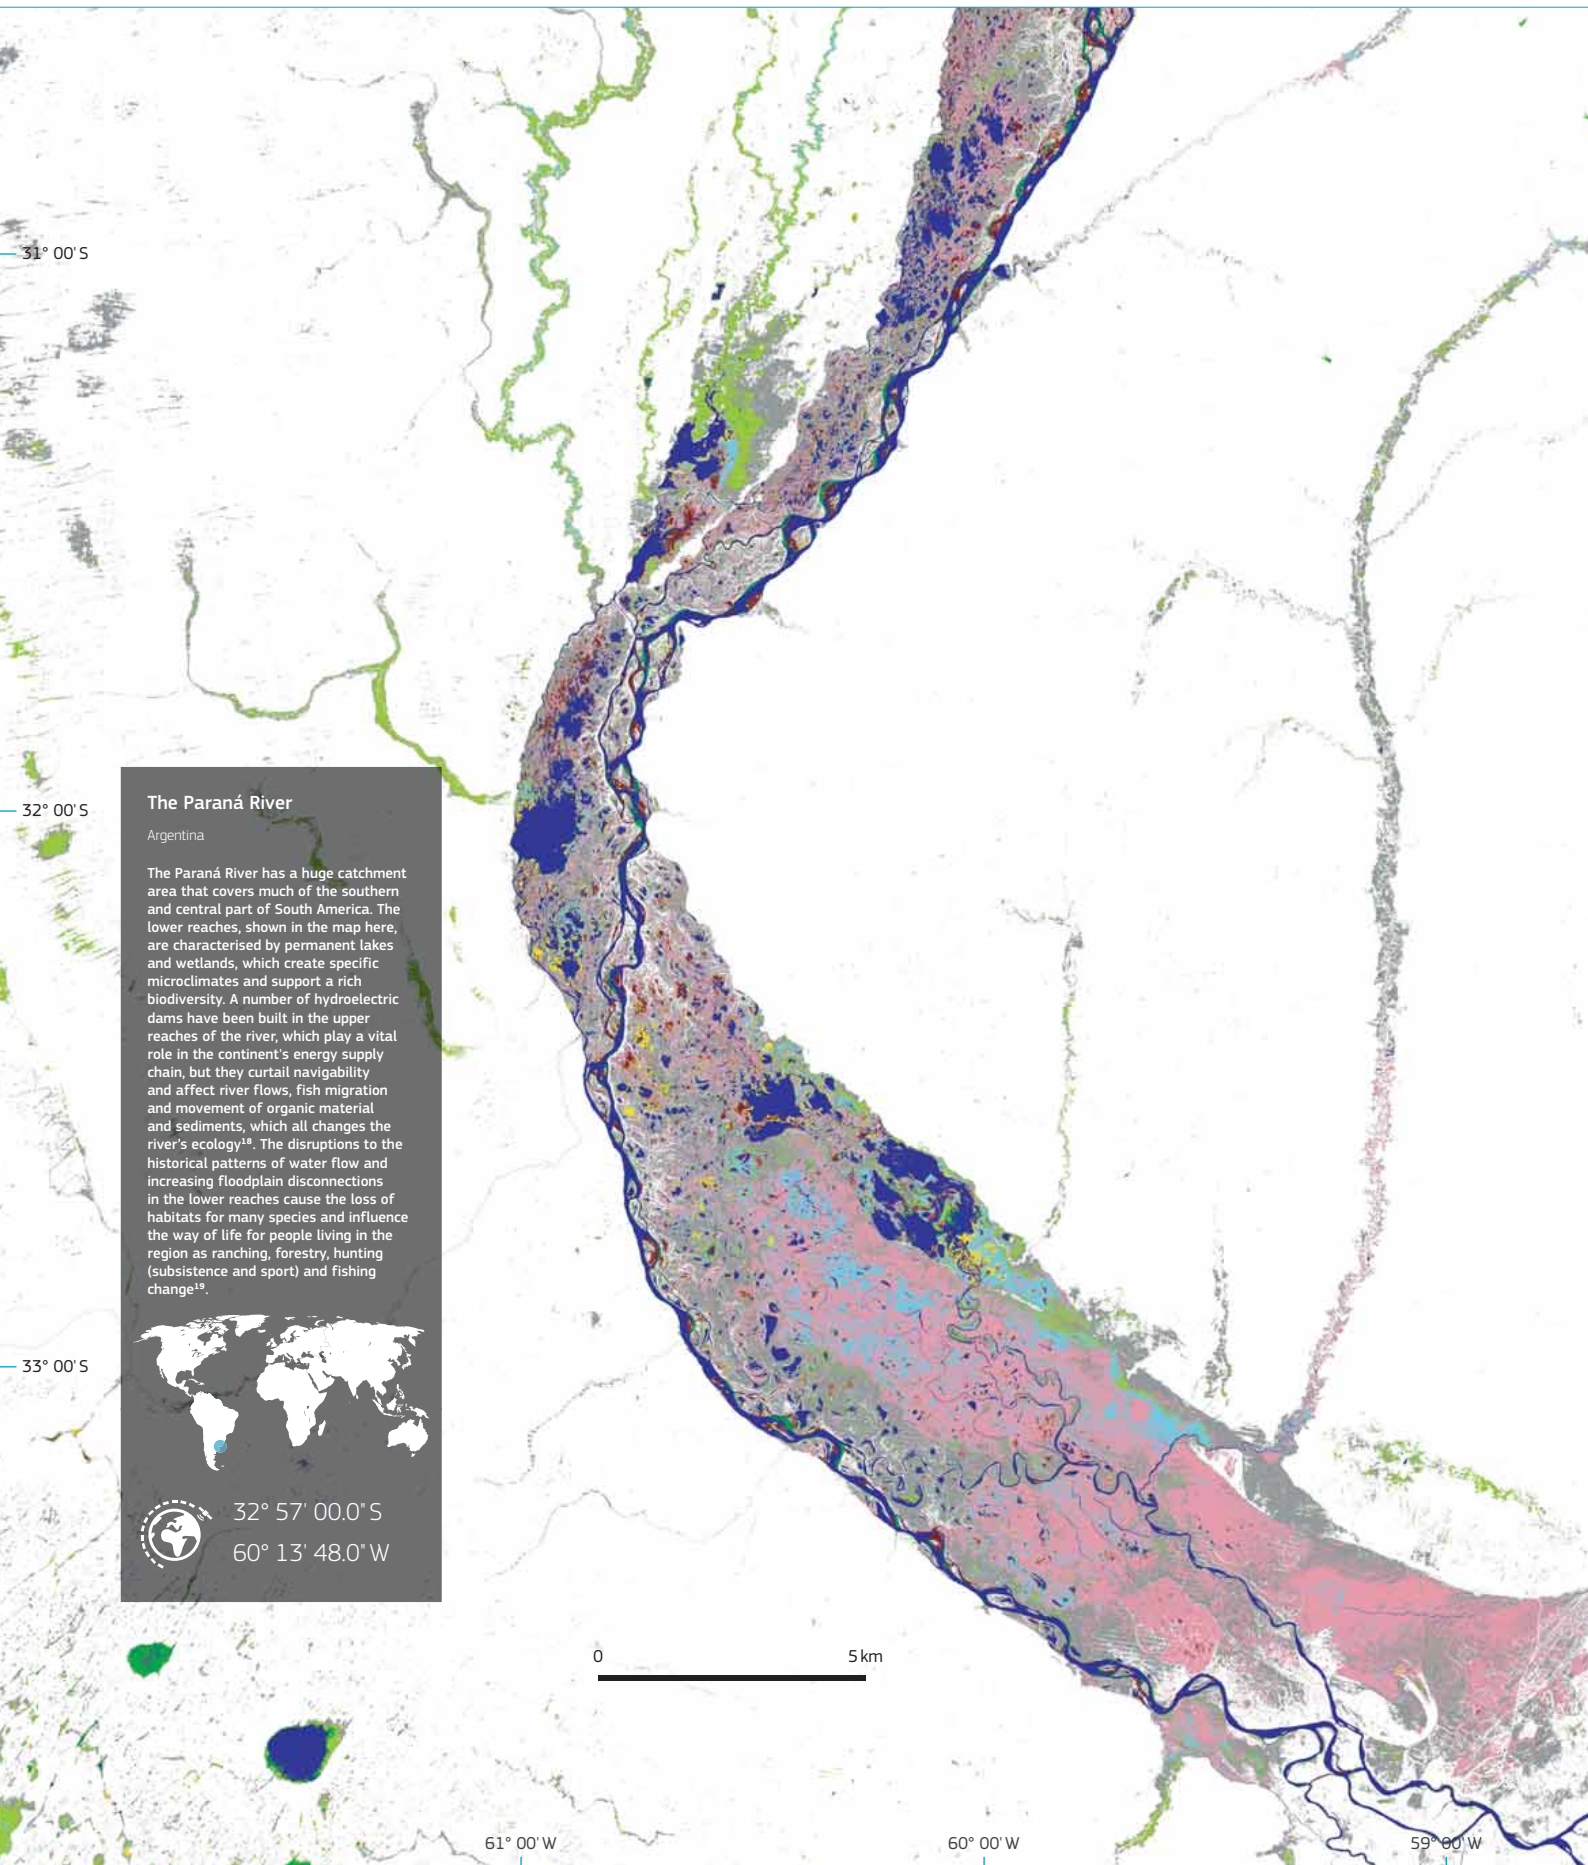 31° 00' S
32° 00' S
The Paraná River
Argentina
The Paraná River has a huge catchment
area that covers much of the southern
and central part of South America. The
lower reaches, shown in the map here,
are characterised by permanent lakes
and wetlands, which create specific
microclimates and support a rich
biodiversity. A number of hydroelectric
dams have been built in the upper
reaches of the river, which play a vital
role in the continent's energy supply
chain, but they curtail navigability
and affect river flows, fish migration
and movement of organic material
and sediments, which all changes the
river's ecology¹⁸. The disruptions to the
historical patterns of water flow and
increasing floodplain disconnections
in the lower reaches cause the loss of
habitats for many species and influence
the way of life for people living in the
region as ranching, forestry, hunting
(subsistence and sport) and fishing
change¹⁹.
33° 00' S
32° 57' 00.0" S
60° 13' 48.0" W
0 5 km
61° 00' W 60° 00' W 59° 00' W